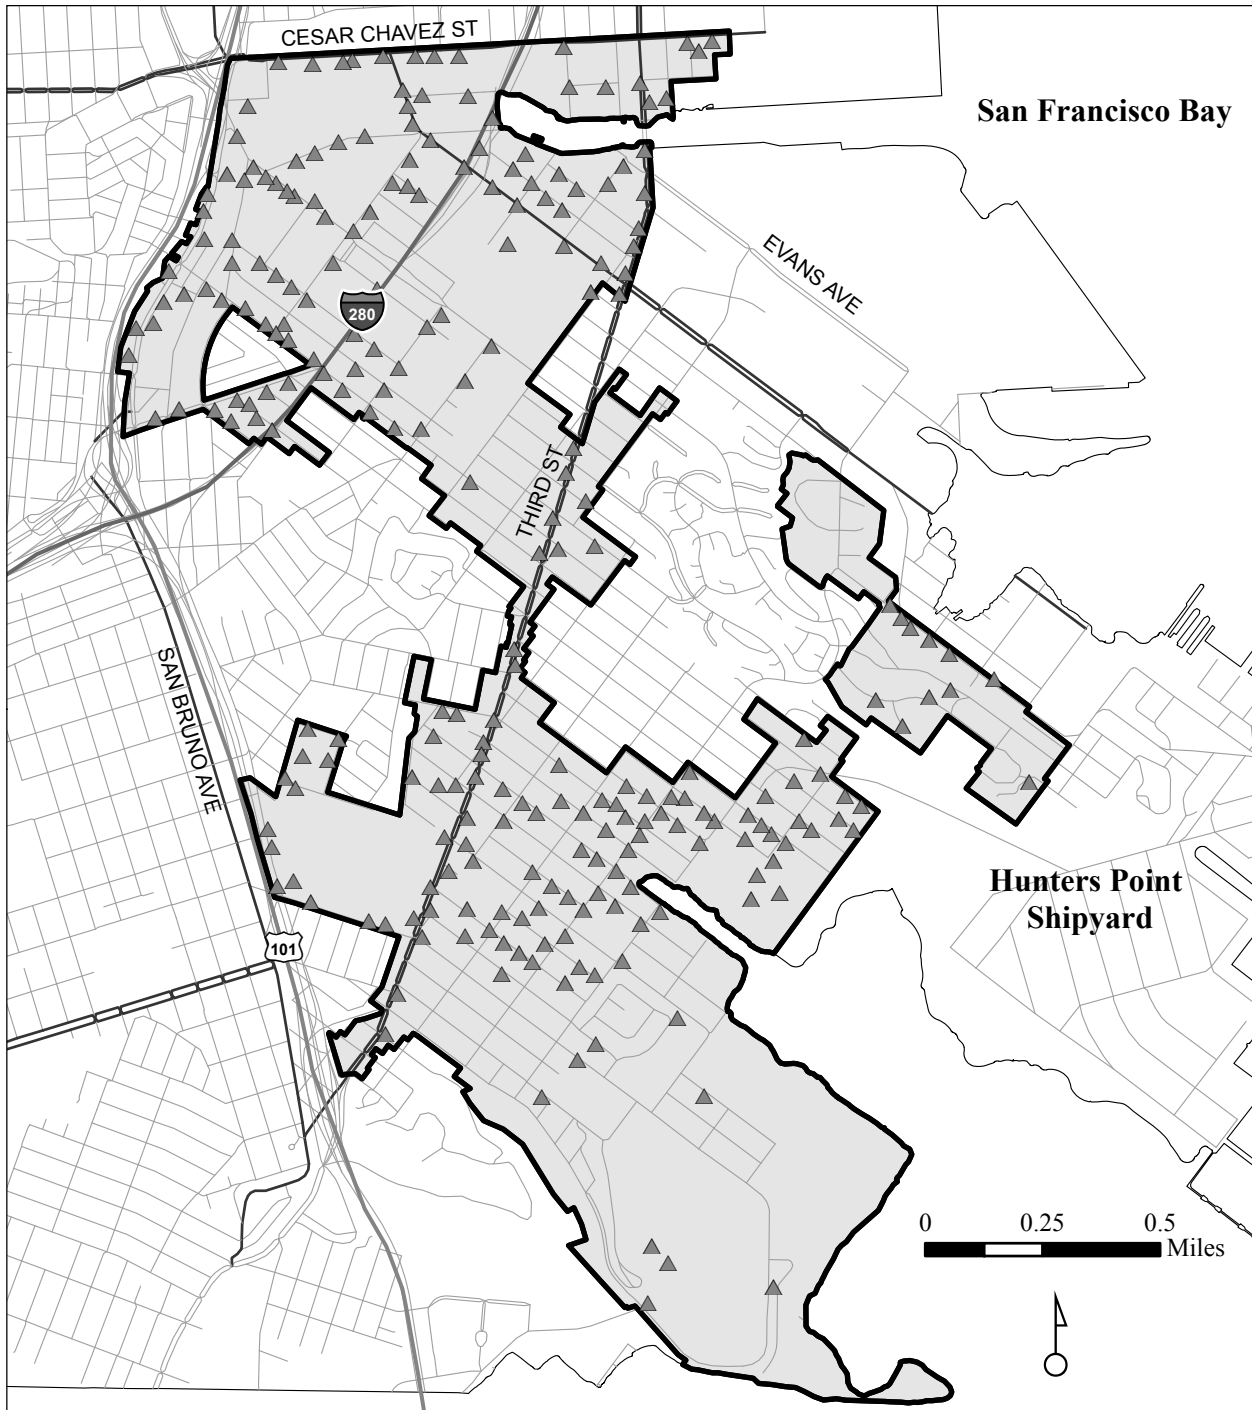 CESAR CHAVEZ ST
San Francisco Bay
EVANS AVE
280
THIRD ST
SAN BRUNO AVE
Hunters Point
Shipyard
101
0 0.25 0.5
Miles